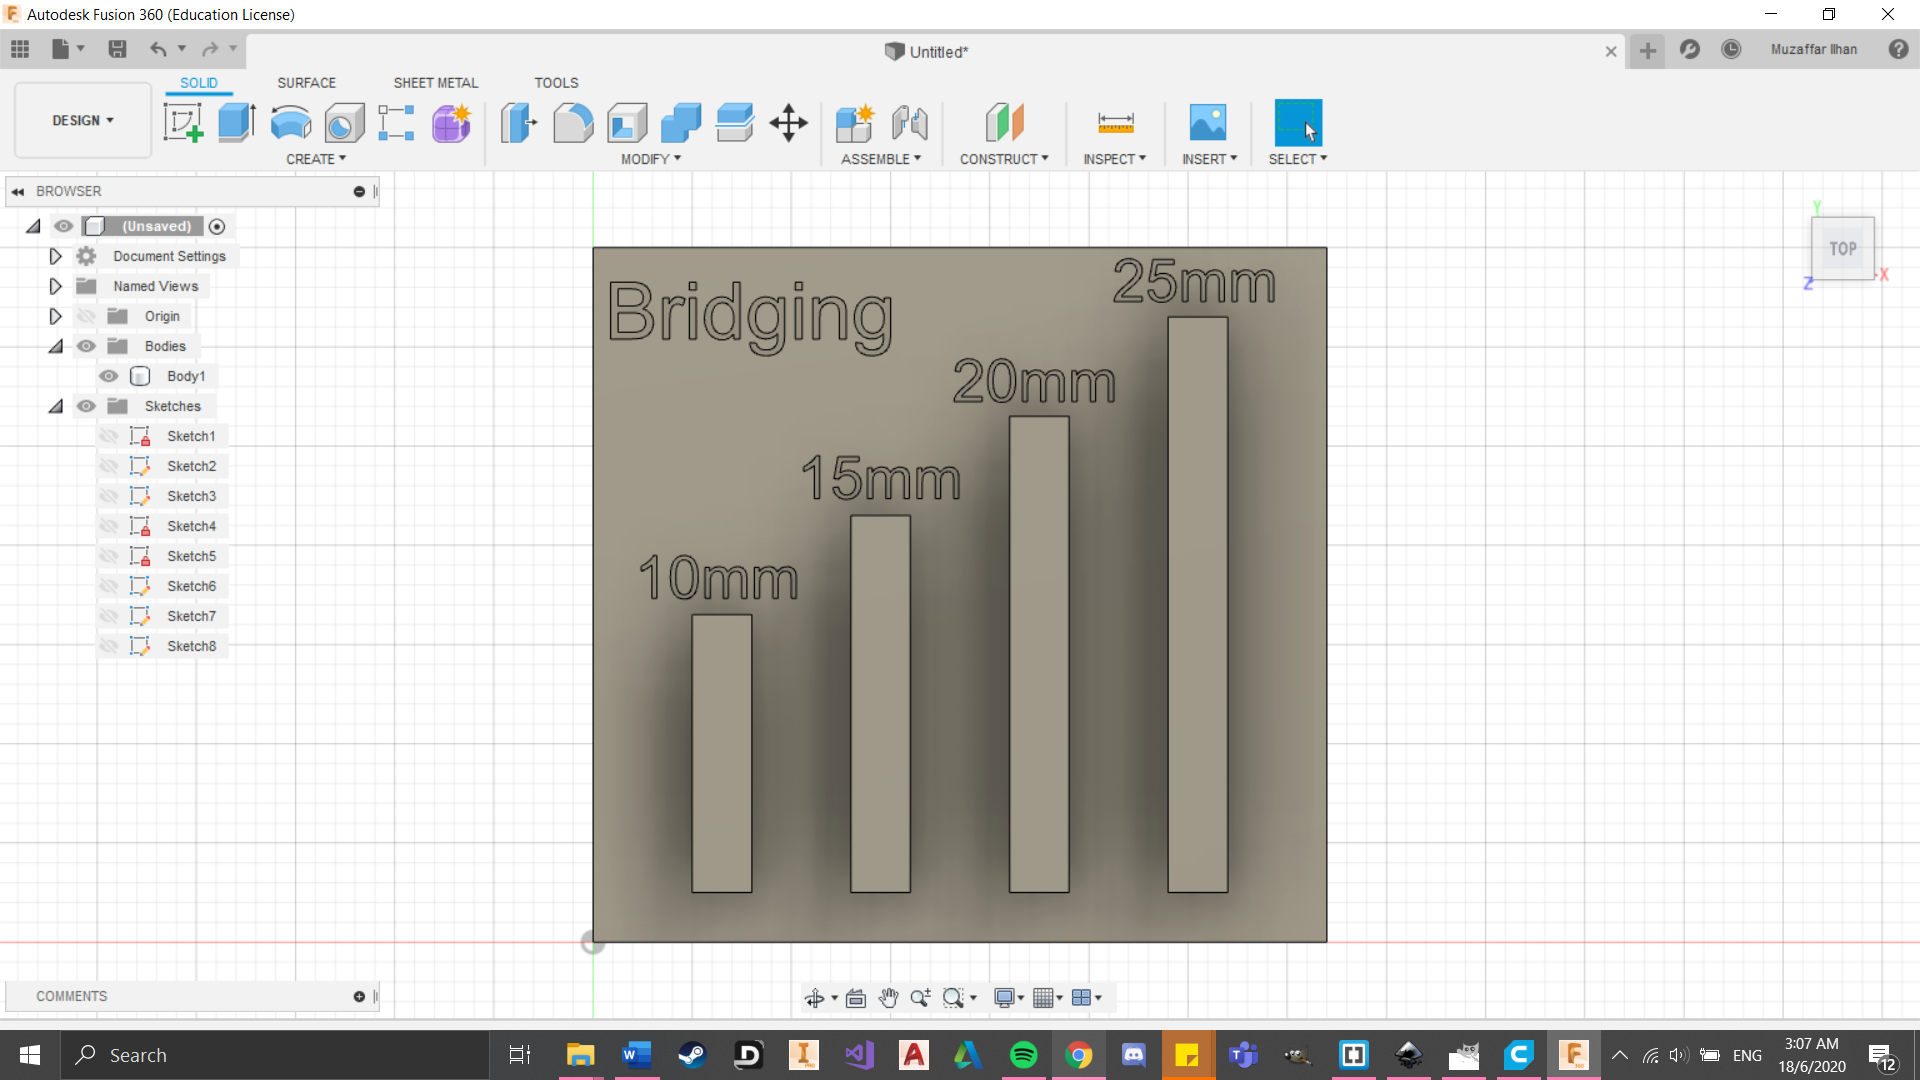 Autodesk Fusion 360 (Education License)
Untitled*
Muzaffar Ilhan
SOLID SURFACE SHEET METAL TOOLS
DESIGN
CREATE MODIFY ASSEMBLE CONSTRUCT INSPECT INSERT SELECT
BROWSER
(Unsaved)
Document Settings
Named Views
Origin
Bodies
Body1
Sketches
Sketch1
Sketch2
Sketch3
Sketch4
Sketch5
Sketch6
Sketch7
Sketch8
TOP
Y
X
Z
Bridging
25mm
20mm
15mm
10mm
COMMENTS
Search
ENG
3:07 AM
18/6/2020
12